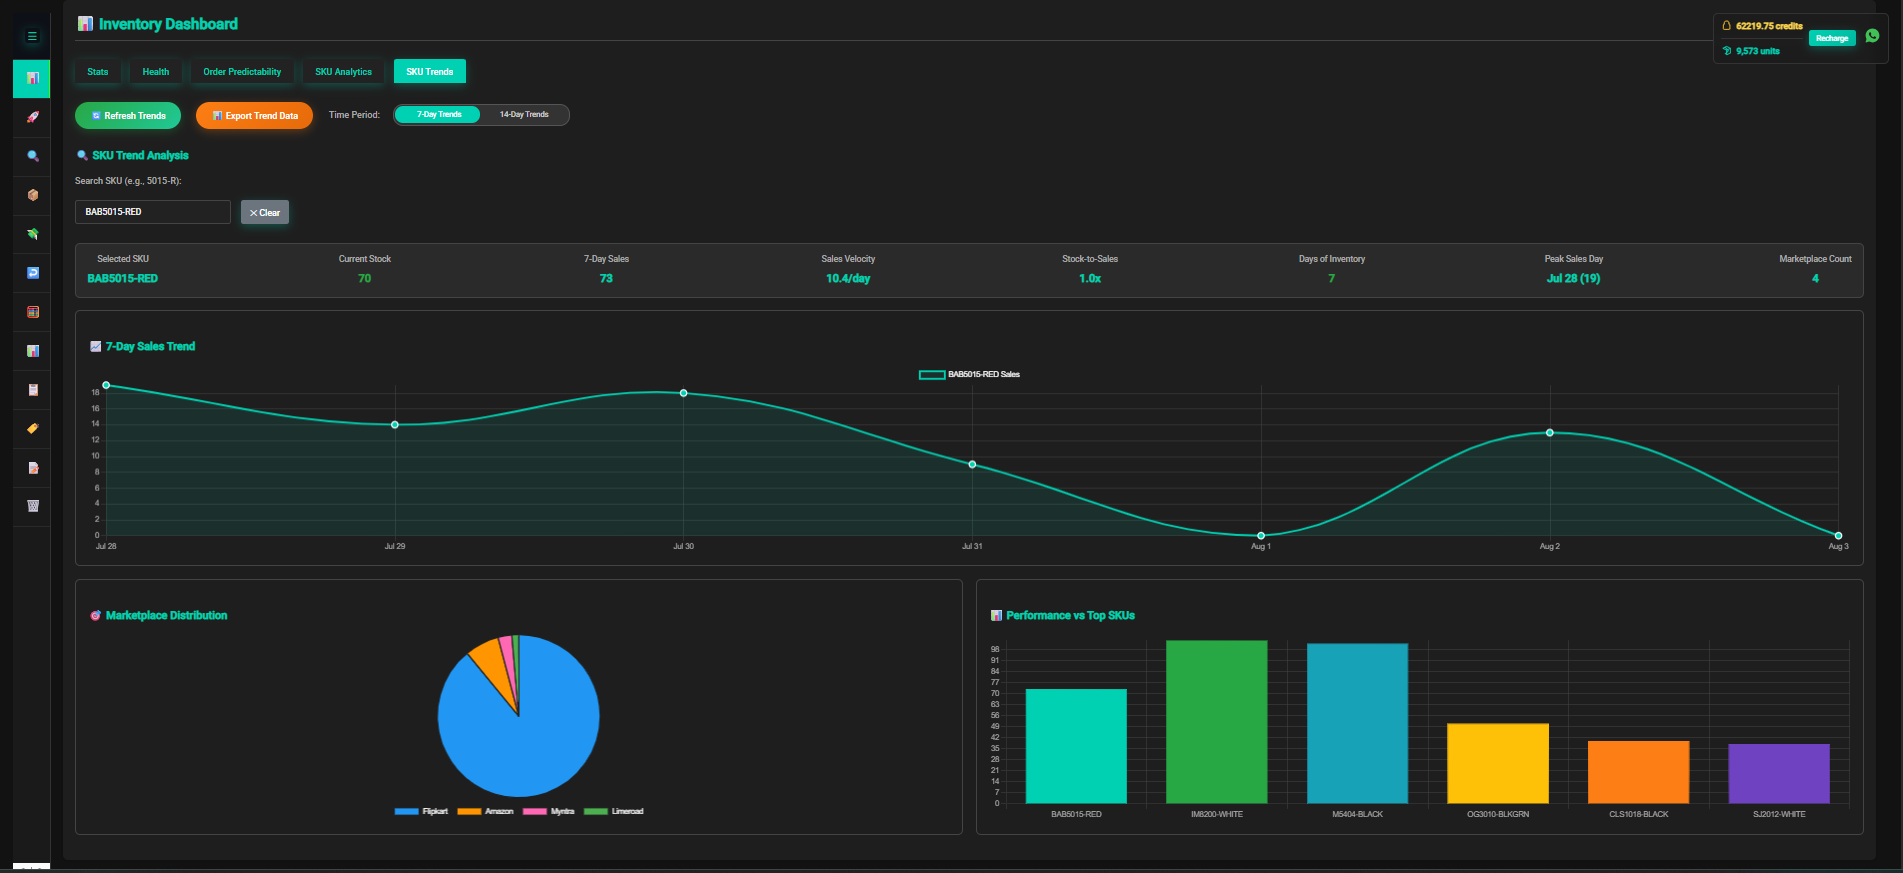 Inventory Dashboard
62219.75 credits
9,573 units
Recharge
Stats
Health
Order Predictability
SKU Analytics
SKU Trends
Refresh Trends
Export Trend Data
Time Period:
7-Day Trends
14-Day Trends
SKU Trend Analysis
Search SKU (e.g., 5015-R):
BAB5015-RED
× Clear
Selected SKU
BAB5015-RED
Current Stock
70
7-Day Sales
73
Sales Velocity
10.4/day
Stock-to-Sales
1.0x
Days of Inventory
7
Peak Sales Day
Jul 28 (19)
Marketplace Count
4
7-Day Sales Trend
BAB5015-RED Sales
18
16
14
12
10
8
6
4
2
0
Jul 28
Jul 29
Jul 30
Jul 31
Aug 1
Aug 2
Aug 3
Marketplace Distribution
Flipkart
Amazon
Myntra
Limeroad
Performance vs Top SKUs
98
91
84
77
70
63
56
49
42
35
28
21
14
7
0
BAB5015-RED
IM8200-WHITE
M5404-BLACK
OG3010-BLKGRN
CLS1018-BLACK
SJ2012-WHITE